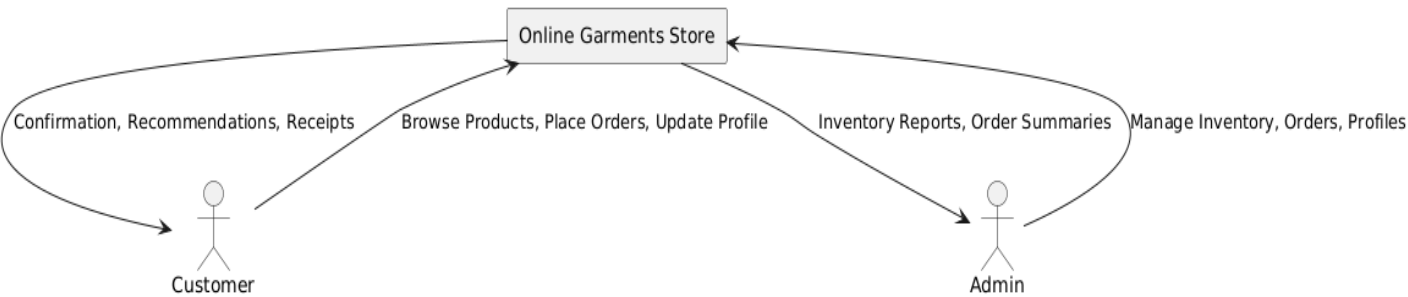 Online Garments Store
Confirmation, Recommendations, Receipts
Browse Products, Place Orders, Update Profile
Inventory Reports, Order Summaries
Manage Inventory, Orders, Profiles
Customer
Admin